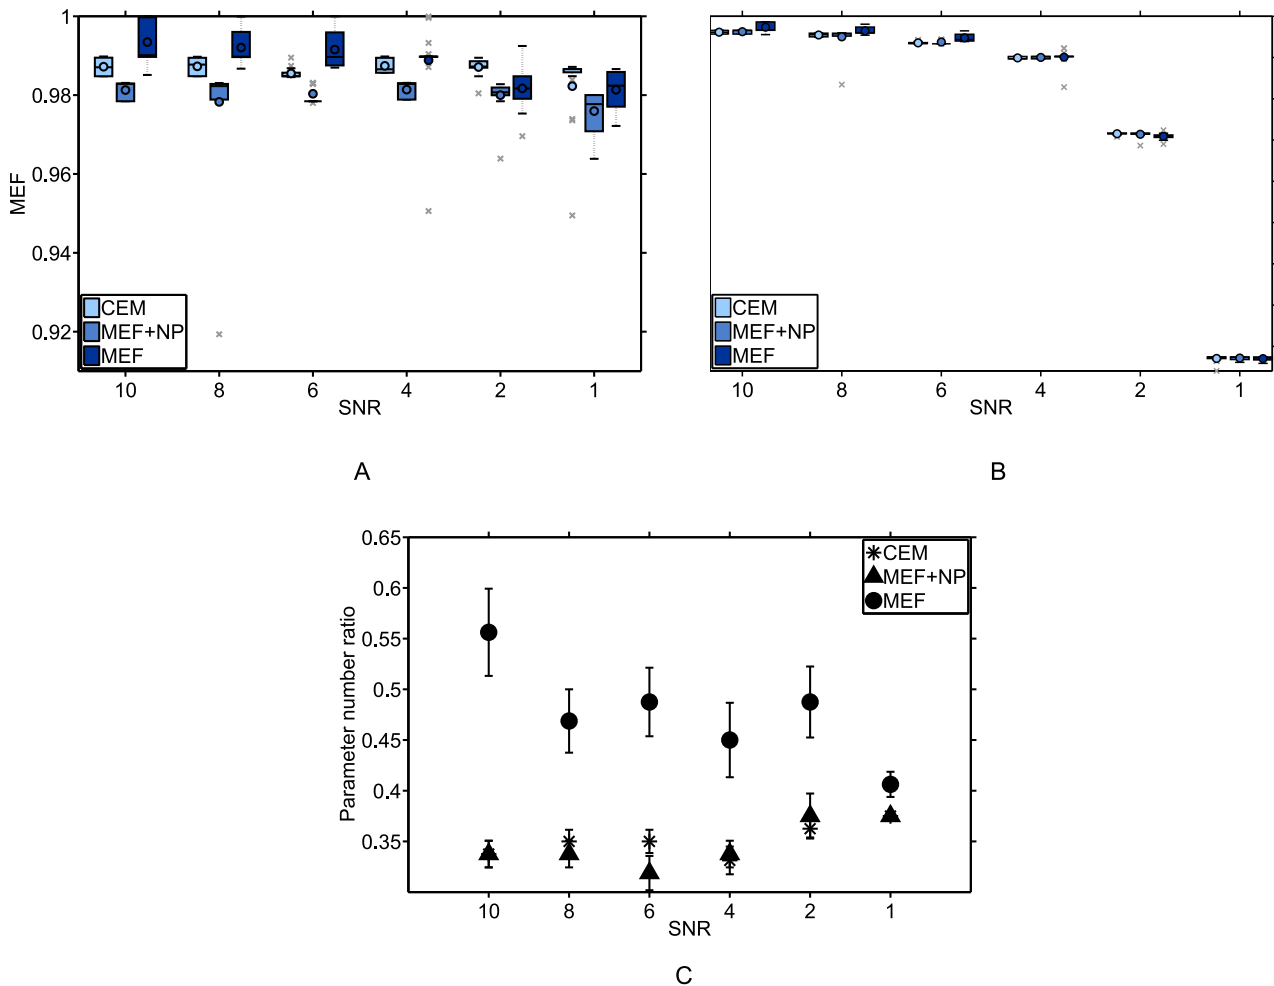 1
0.98
0.96
0.94
0.92
MEF
CEM
MEF+NP
MEF
10 8 6 4 2 1
SNR
A
CEM
MEF+NP
MEF
10 8 6 4 2 1
SNR
B
0.65
0.6
0.55
0.5
0.45
0.4
0.35
Parameter number ratio
CEM
MEF+NP
MEF
10 8 6 4 2 1
SNR
C